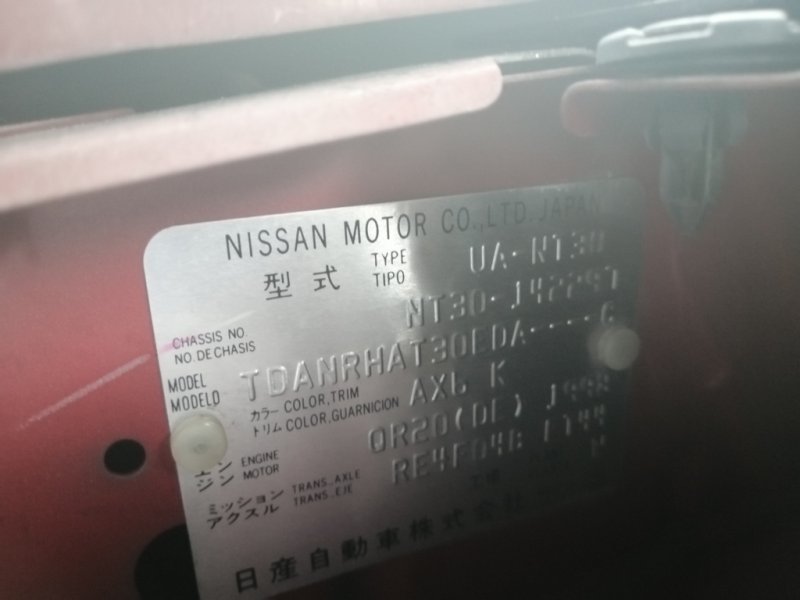 NISSAN MOTOR CO.,LTD. JAPAN
型式 TYPE TIPO UA-NT30
CHASSIS NO. NO.DE CHASIS
MODEL MODELO TDANRHAT30EDA----C
カラー COLOR,TRIM AX6 K
トリム COLOR,GUARNICION
ENGINE MOTOR QR20(DE)
ミッション TRANS.,AXLE RE4F04B
アクスル TRANS.,EJE
日産自動車株式会社